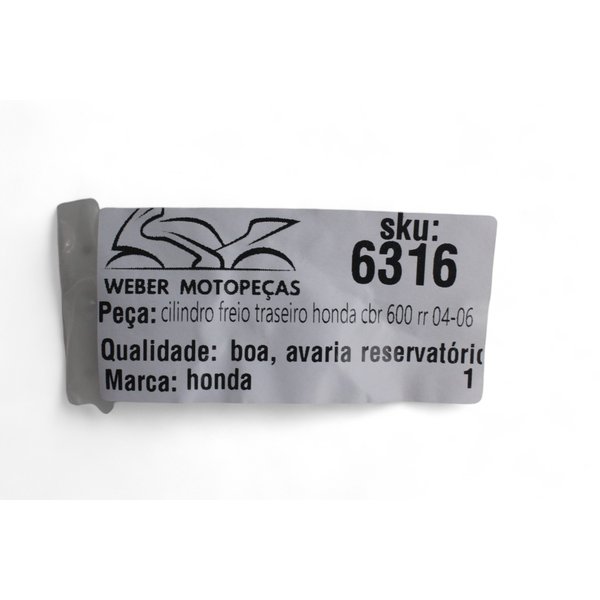 sku:
6316
WEBER MOTOPEÇAS
Peça: cilindro freio traseiro honda cbr 600 rr 04-06
Qualidade: boa, avaria reservatório
Marca: honda 1